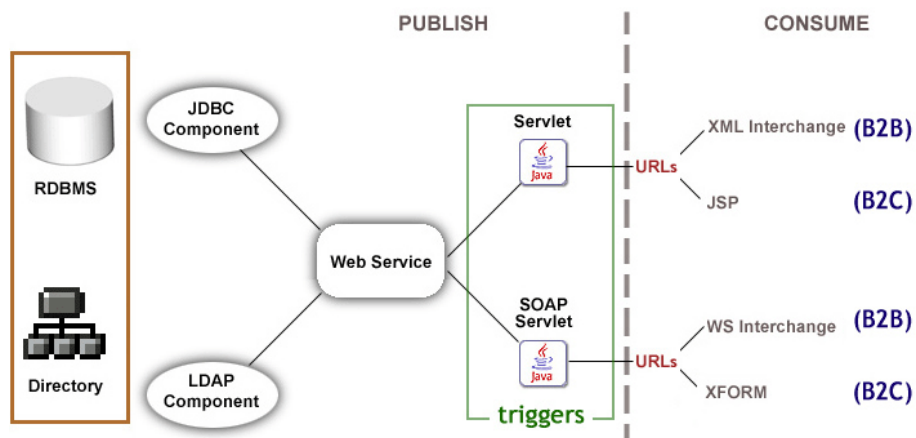 PUBLISH
CONSUME
RDBMS
Directory
JDBC
Component
LDAP
Component
Web Service
Servlet
Java
SOAP
Servlet
Java
triggers
URLs
XML Interchange (B2B)
JSP (B2C)
URLs
WS Interchange (B2B)
XFORM (B2C)